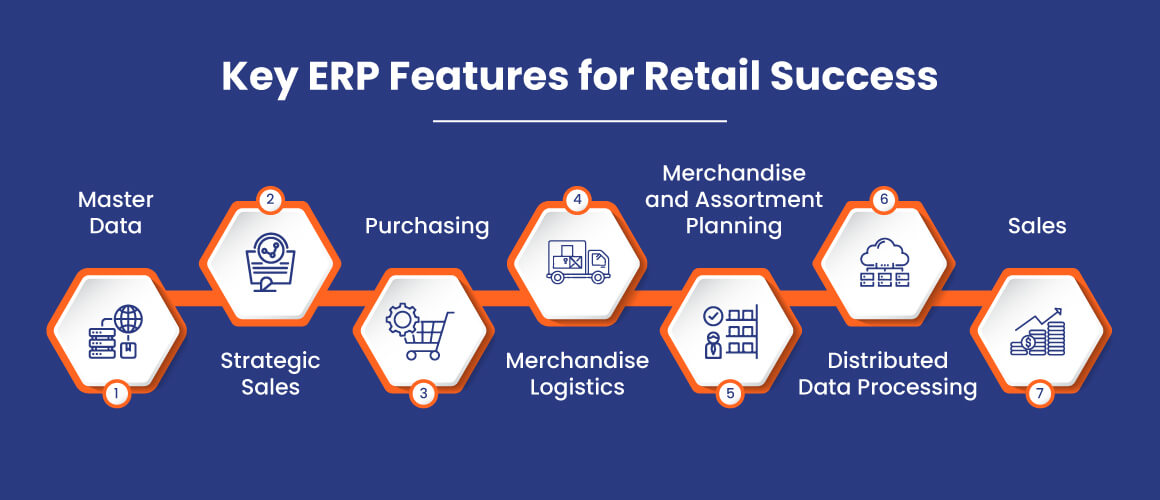 Key ERP Features for Retail Success
Master
Data
1
2
Strategic
Sales
Purchasing
3
4
Merchandise
Logistics
Merchandise
and Assortment
Planning
5
6
Distributed
Data Processing
Sales
7